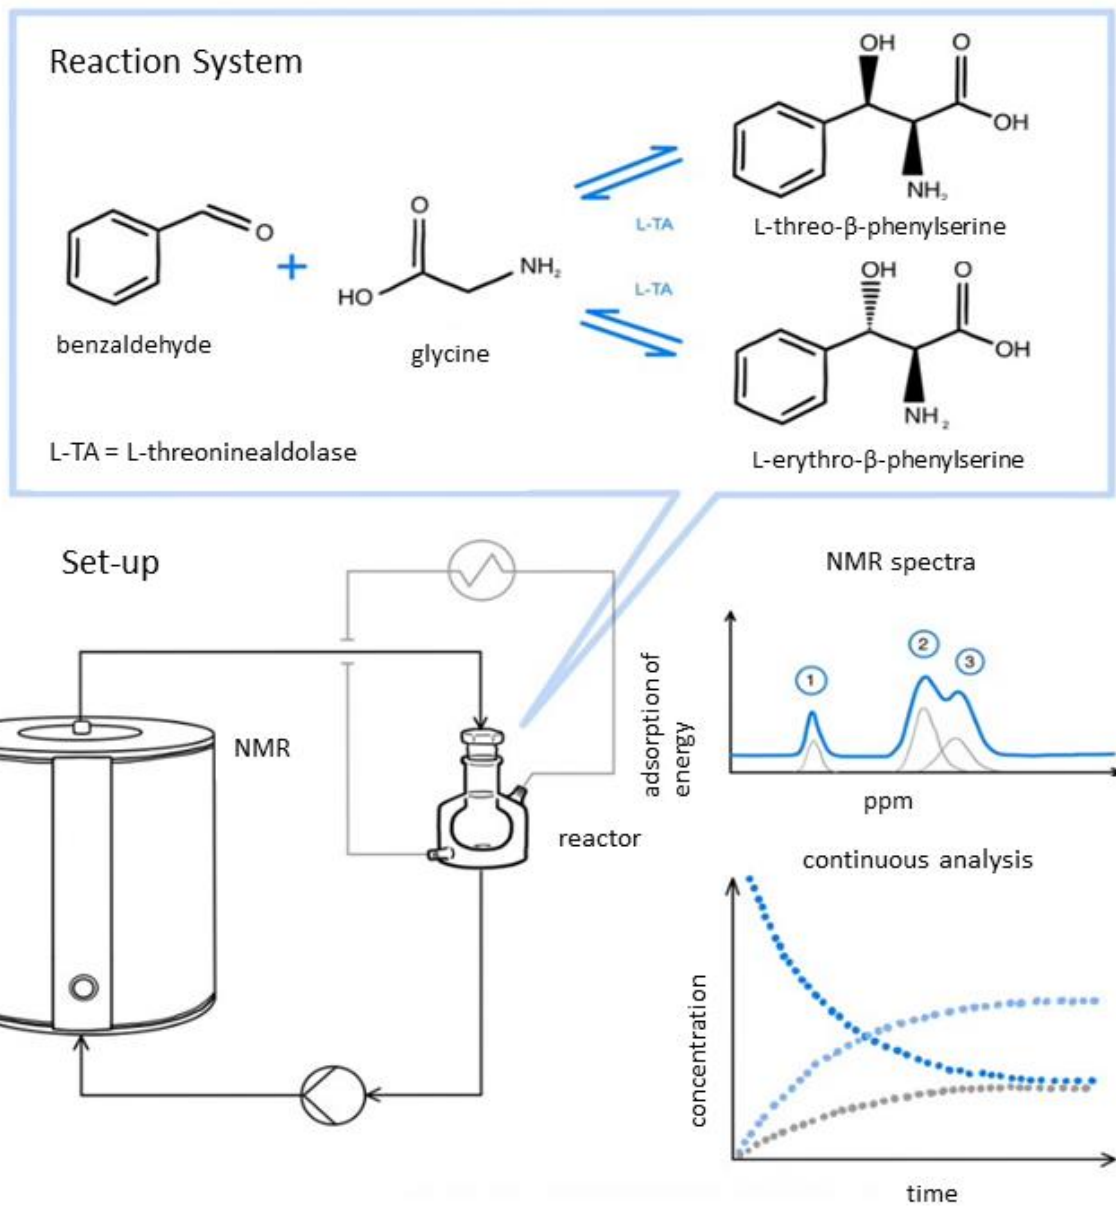 Reaction System
OH
O
OH
NH₂
L-threo-β-phenylserine
O
benzaldehyde
+
O
HO
NH₂
glycine
L-TA
L-TA
OH
O
OH
NH₂
L-erythro-β-phenylserine
L-TA = L-threoninealdolase
Set-up
NMR
reactor
NMR spectra
1
2
3
adsorption of
energy
ppm
continuous analysis
concentration
time